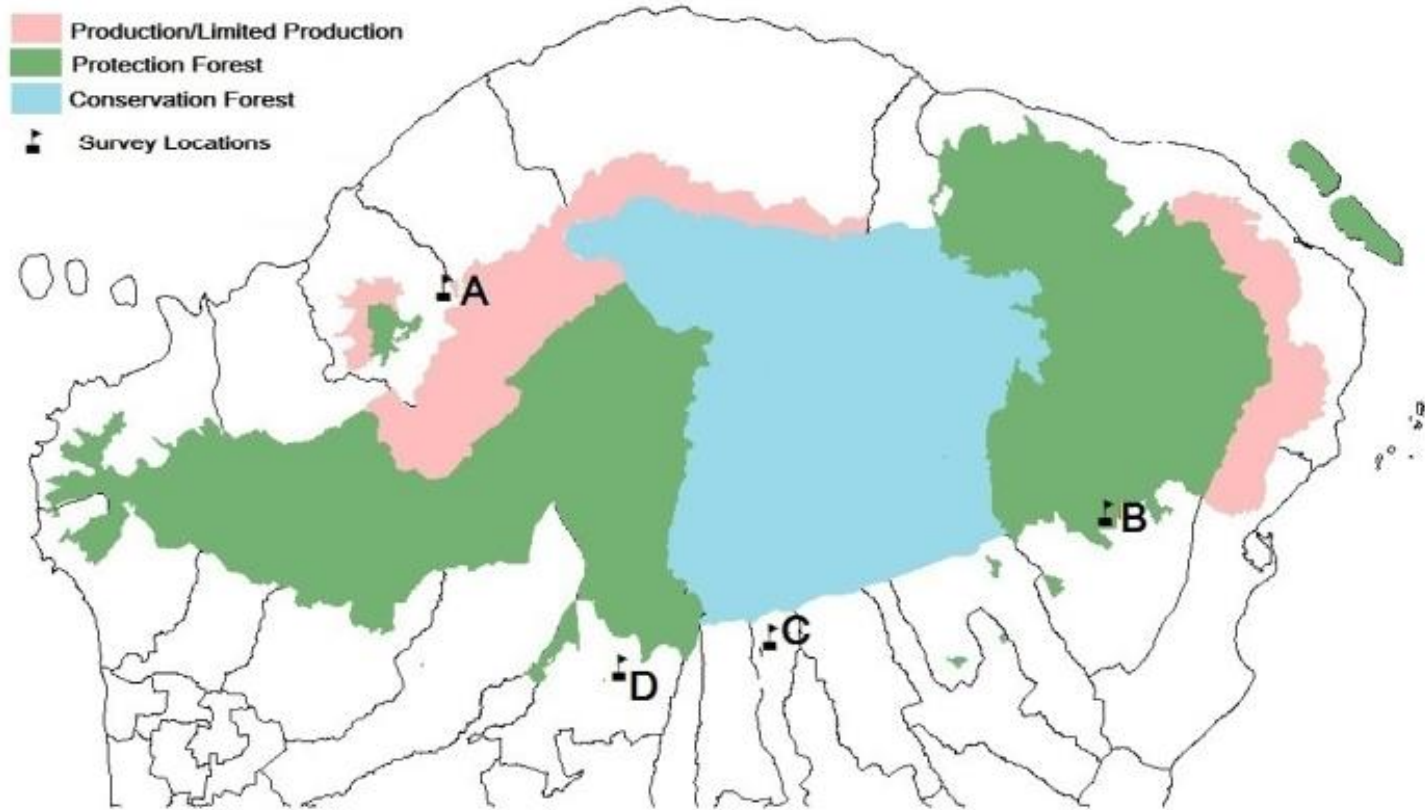 Production/Limited Production
Protection Forest
Conservation Forest
Survey Locations
A
B
C
D